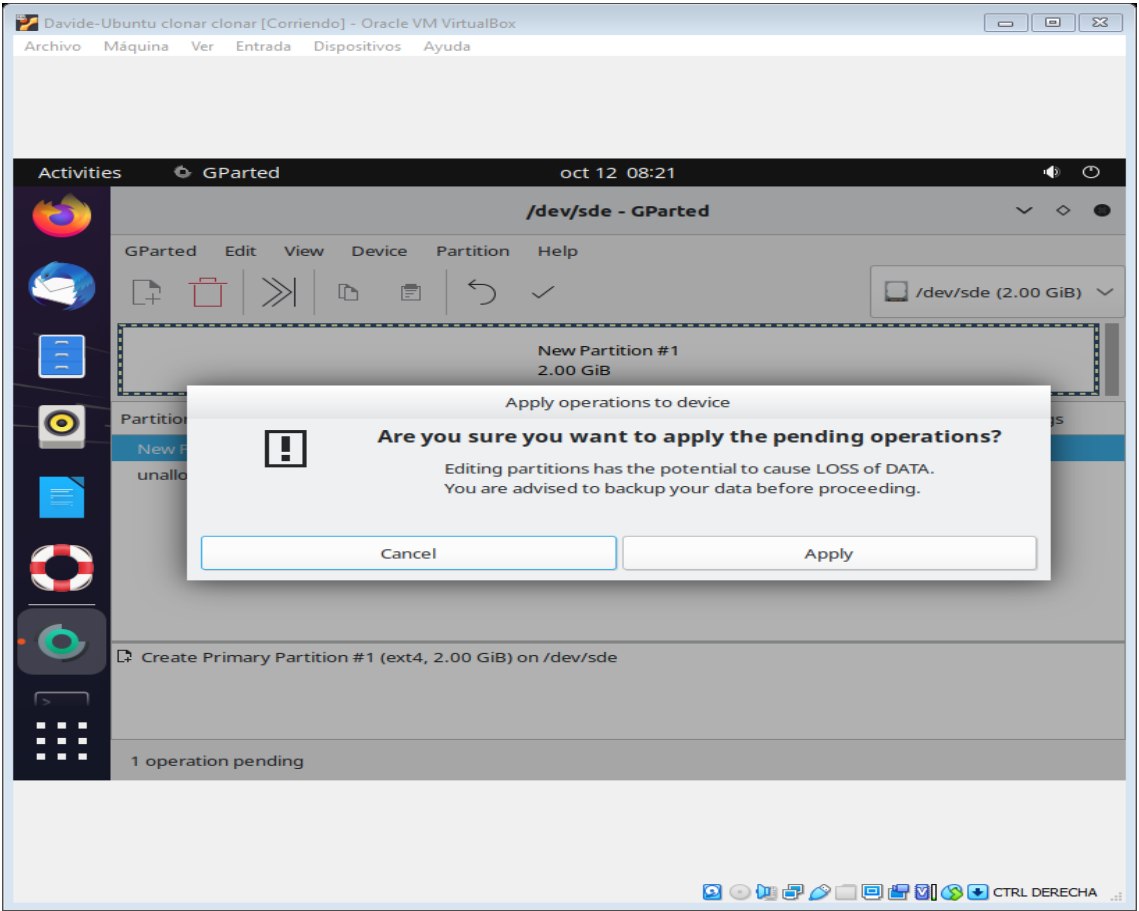 Davide-Ubuntu clonar clonar [Corriendo] - Oracle VM VirtualBox
Archivo Máquina Ver Entrada Dispositivos Ayuda
Activities GParted oct 12 08:21
/dev/sde - GParted
GParted Edit View Device Partition Help
/dev/sde (2.00 GiB)
New Partition #1
2.00 GiB
Apply operations to device
Partition
Are you sure you want to apply the pending operations?
New
Editing partitions has the potential to cause LOSS of DATA.
unallo
You are advised to backup your data before proceeding.
Cancel Apply
Create Primary Partition #1 (ext4, 2.00 GiB) on /dev/sde
1 operation pending
CTRL DERECHA